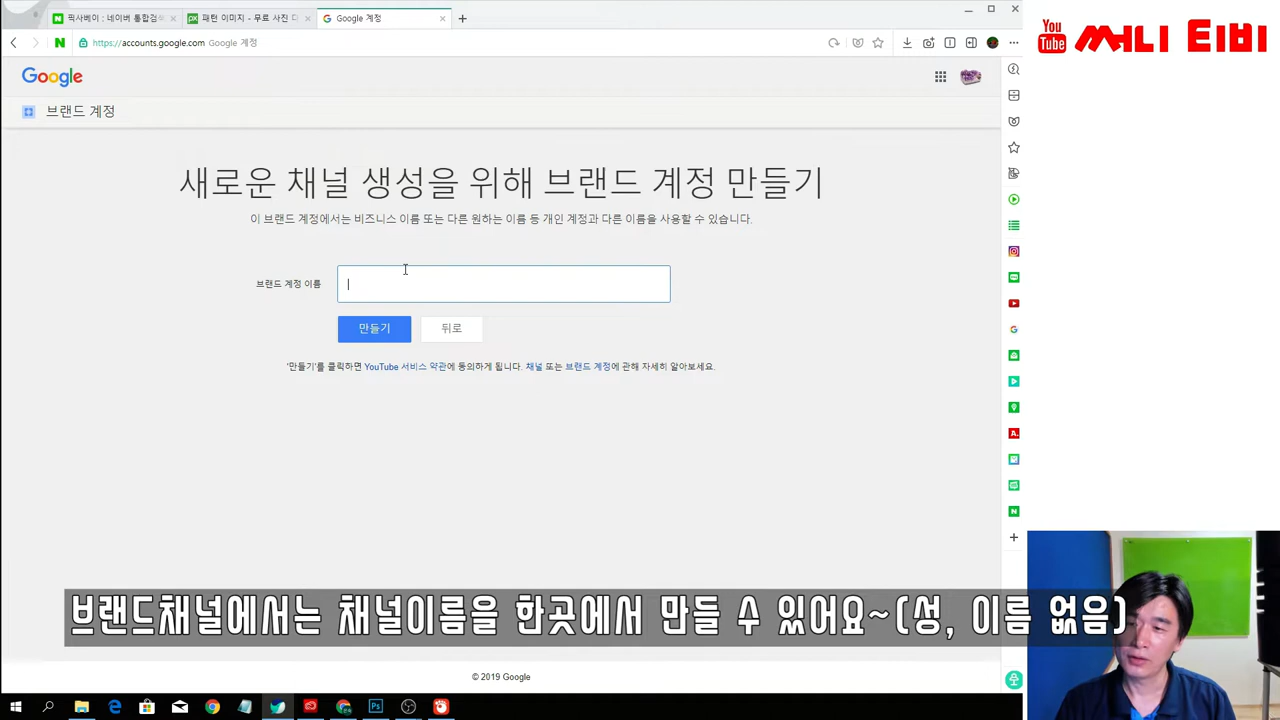 픽사베이 : 네이버 통합검색
패턴 이미지 - 무료 사진 다
Google 계정
https://accounts.google.com Google 계정
You Tube 써니 티비
Google
브랜드 계정
새로운 채널 생성을 위해 브랜드 계정 만들기
이 브랜드 계정에서는 비즈니스 이름 또는 다른 원하는 이름 등 개인 계정과 다른 이름을 사용할 수 있습니다.
브랜드 계정 이름
만들기 뒤로
'만들기'를 클릭하면 YouTube 서비스 약관에 동의하게 됩니다. 채널 또는 브랜드 계정에 관해 자세히 알아보세요.
브랜드채널에서는 채널이름을 한곳에서 만들 수 있어요~(성, 이름 없음)
© 2019 Google